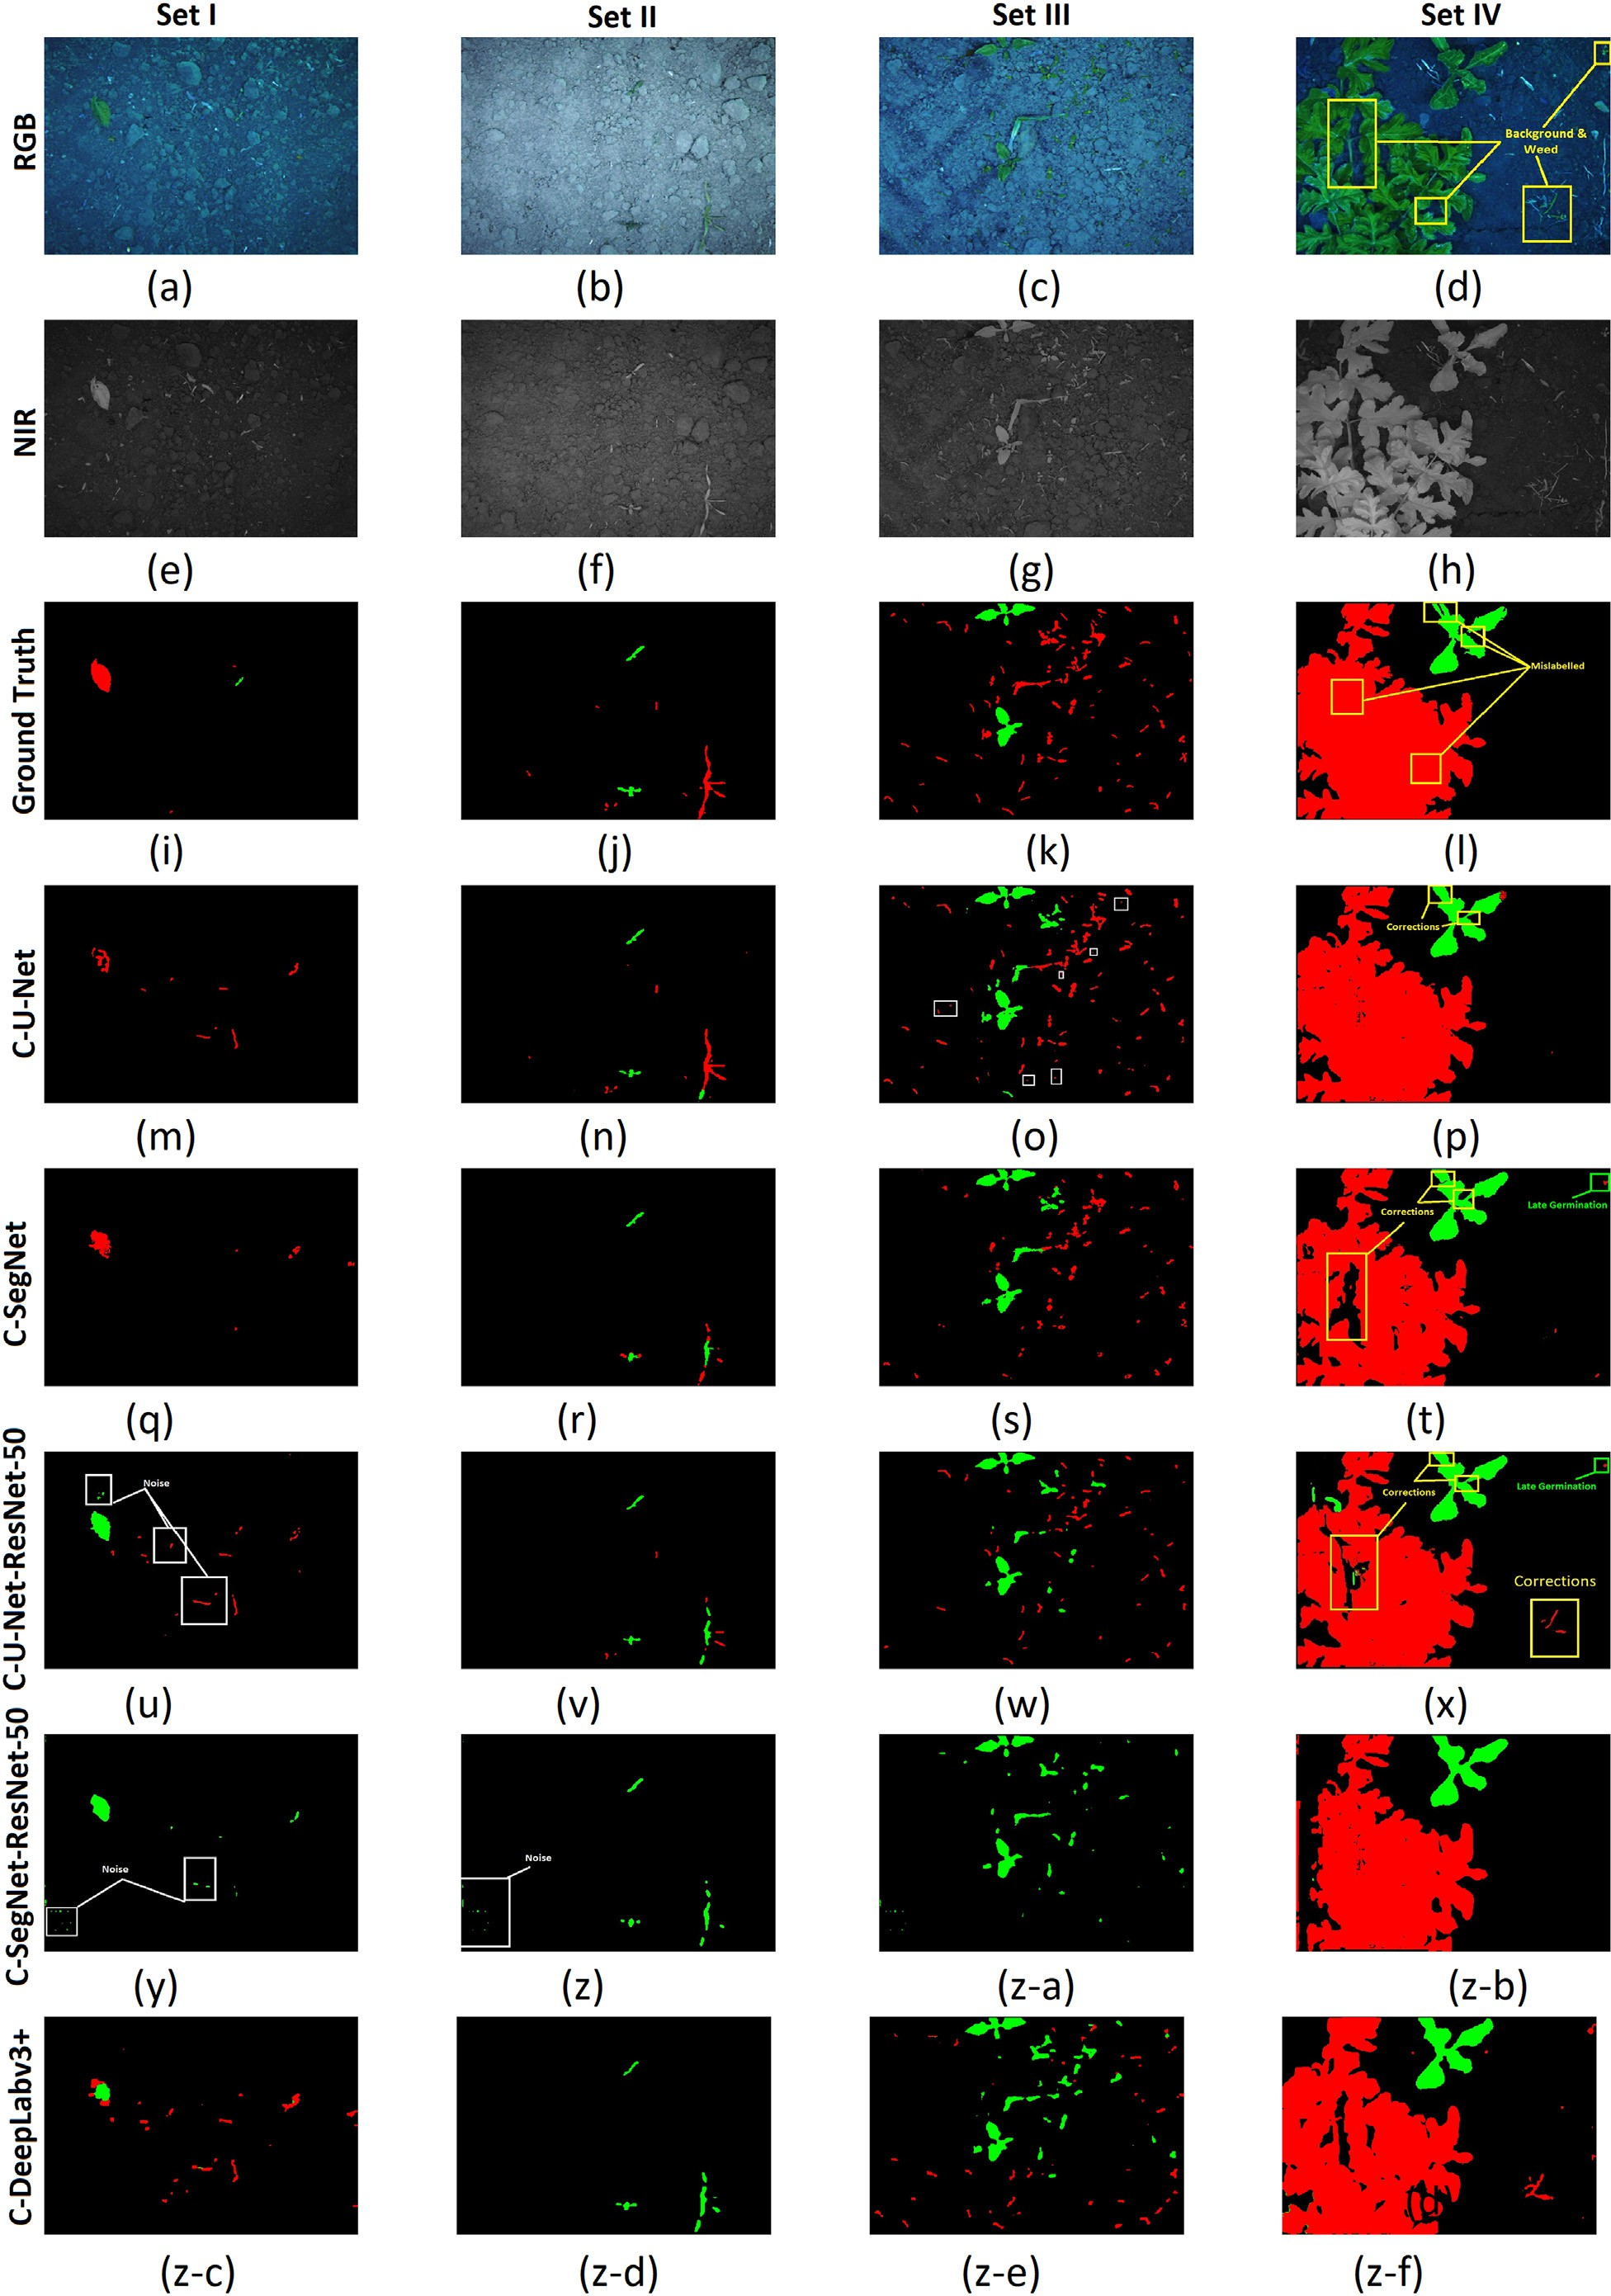 Set I
Set II
Set III
Set IV
RGB
Background &
Weed
(a)
(b)
(c)
(d)
NIR
(e)
(f)
(g)
(h)
Ground Truth
Mislabelled
(i)
(j)
(k)
(l)
C-U-Net
Corrections
(m)
(n)
(o)
(p)
C-SegNet
Corrections
Late Germination
(q)
(r)
(s)
(t)
C-U-Net-ResNet-50
Noise
Corrections
Late Germination
Corrections
(u)
(v)
(w)
(x)
C-SegNet-ResNet-50
Noise
Noise
(y)
(z)
(z-a)
(z-b)
C-DeepLabv3+
(z-c)
(z-d)
(z-e)
(z-f)